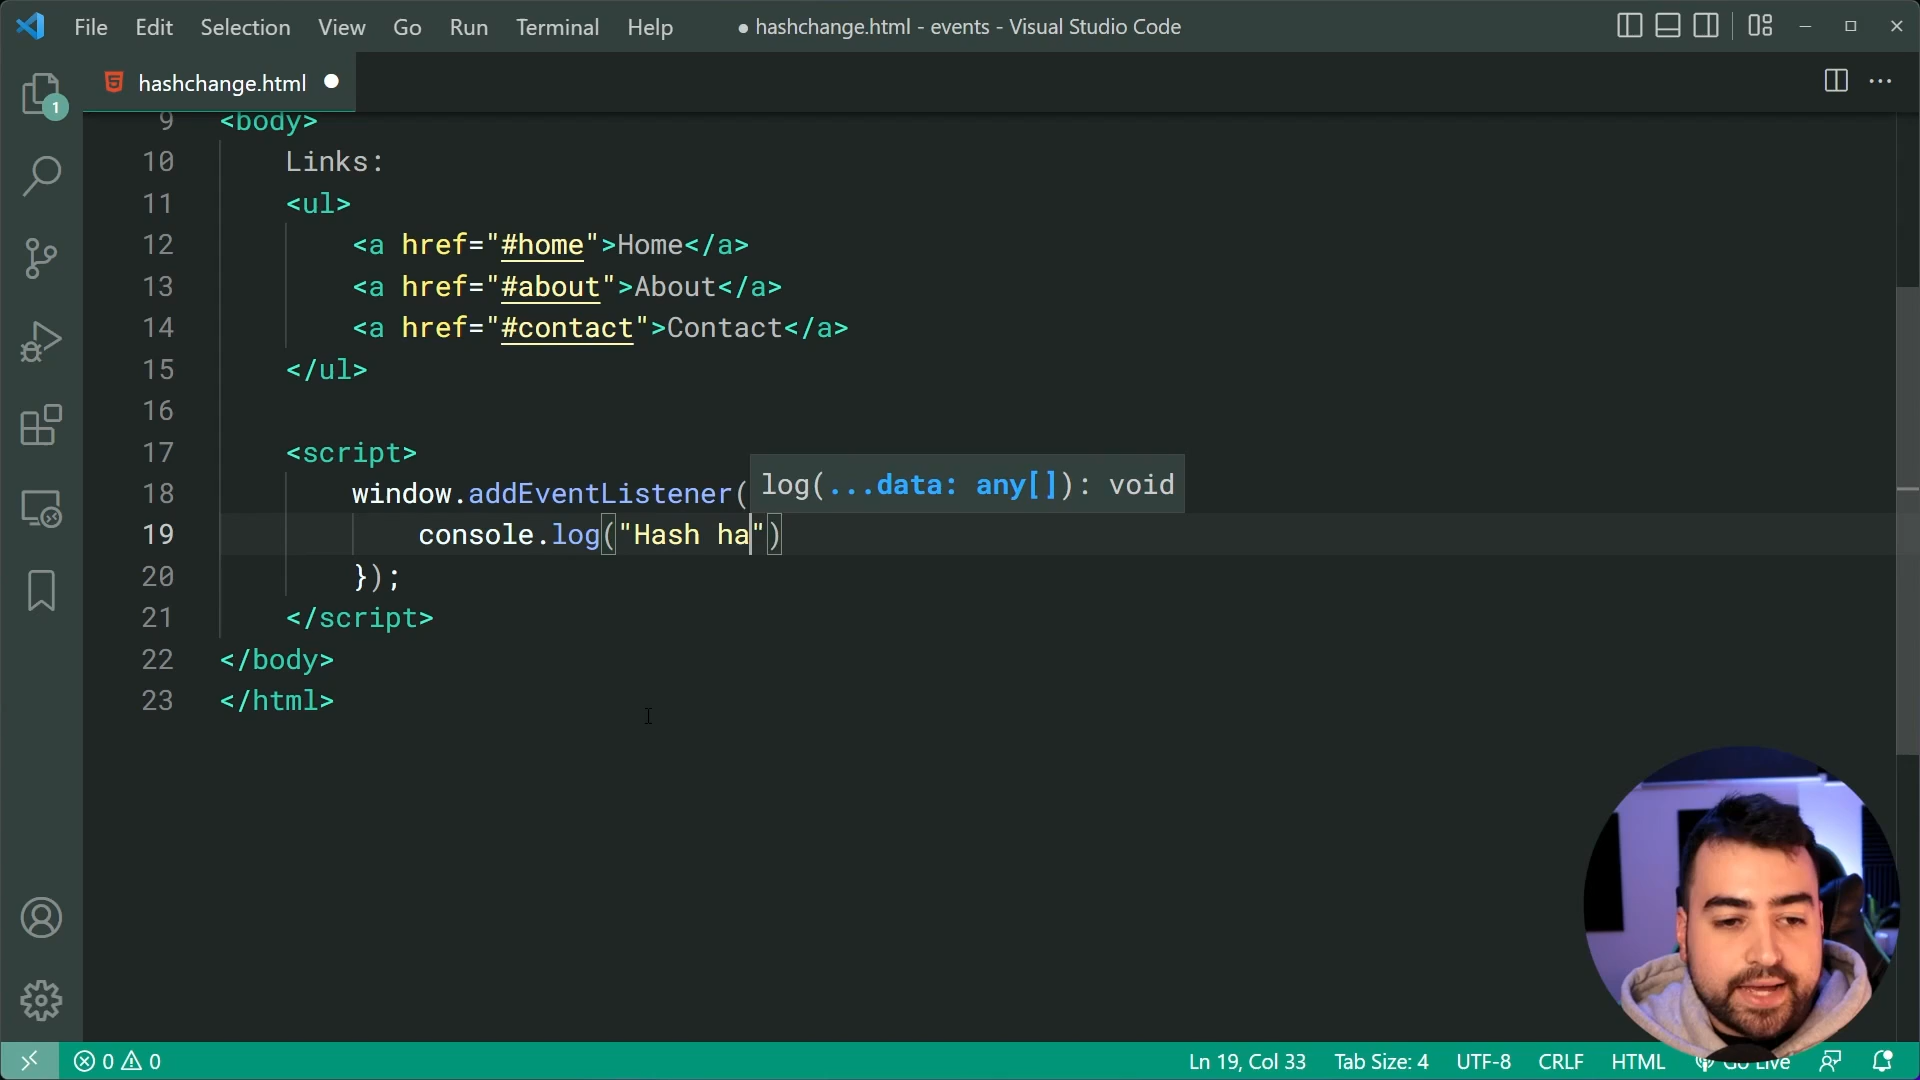 File Edit Selection View Go Run Terminal Help ● hashchange.html - events - Visual Studio Code
hashchange.html
1
9 <body>
10 Links:
11 <ul>
12 <a href="#home">Home</a>
13 <a href="#about">About</a>
14 <a href="#contact">Contact</a>
15 </ul>
16
17 <script>
log(...data: any[]): void
18 window.addEventListener(
19 console.log("Hash ha")
20 });
21 </script>
22 </body>
23 </html>
0 0 Ln 19, Col 33 Tab Size: 4 UTF-8 CRLF HTML Go Live